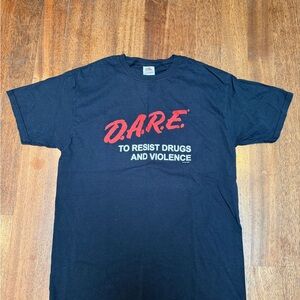 D.A.R.E.®
TO RESIST DRUGS
AND VIOLENCE